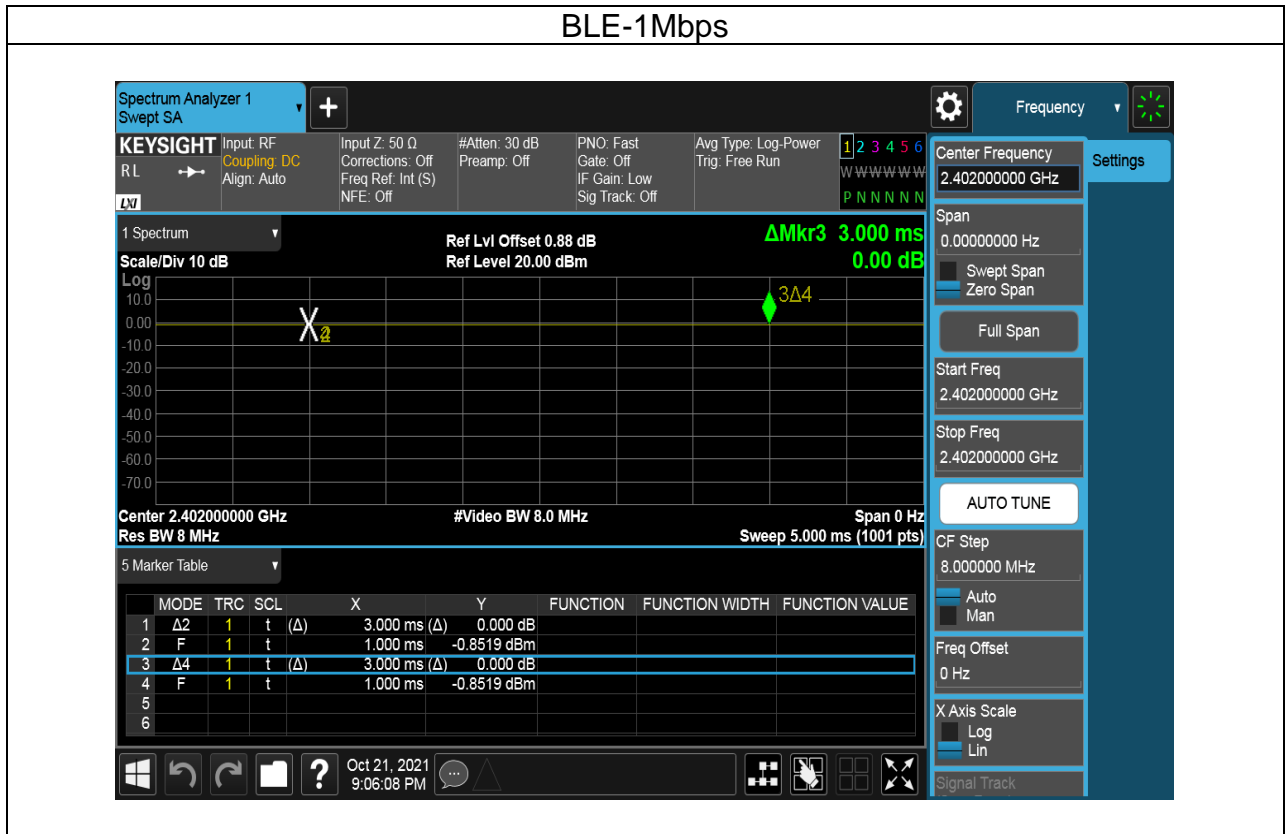 BLE-1Mbps
Spectrum Analyzer 1
Swept SA
+
Frequency
KEYSIGHT
RL
LXI
Input: RF
Coupling: DC
Align: Auto
Input Z: 50 Ω
Corrections: Off
Freq Ref: Int (S)
NFE: Off
#Atten: 30 dB
Preamp: Off
PNO: Fast
Gate: Off
IF Gain: Low
Sig Track: Off
Avg Type: Log-Power
Trig: Free Run
1 2 3 4 5 6
W W W W W W
P N N N N N
Center Frequency
2.402000000 GHz
Settings
Span
0.00000000 Hz
Swept Span
Zero Span
Full Span
Start Freq
2.402000000 GHz
Stop Freq
2.402000000 GHz
AUTO TUNE
CF Step
8.000000 MHz
Auto
Man
Freq Offset
0 Hz
X Axis Scale
Log
Lin
Signal Track
1 Spectrum
Scale/Div 10 dB
Ref Lvl Offset 0.88 dB
Ref Level 20.00 dBm
ΔMkr3 3.000 ms
0.00 dB
Log
10.0
0.00
-10.0
-20.0
-30.0
-40.0
-50.0
-60.0
-70.0
3Δ4
Center 2.402000000 GHz
#Video BW 8.0 MHz
Span 0 Hz
Res BW 8 MHz
Sweep 5.000 ms (1001 pts)
5 Marker Table
MODE TRC SCL X Y FUNCTION FUNCTION WIDTH FUNCTION VALUE
1 Δ2 1 t (Δ) 3.000 ms (Δ) 0.000 dB
2 F 1 t 1.000 ms -0.8519 dBm
3 Δ4 1 t (Δ) 3.000 ms (Δ) 0.000 dB
4 F 1 t 1.000 ms -0.8519 dBm
5
6
?
Oct 21, 2021
9:06:08 PM